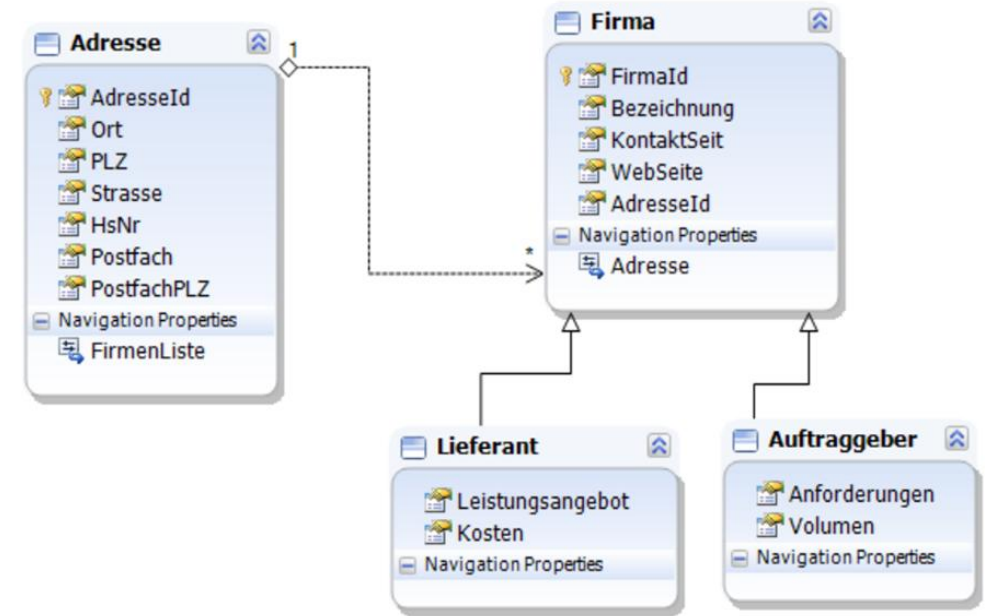 Adresse
AdresseId
Ort
PLZ
Strasse
HsNr
Postfach
PostfachPLZ
Navigation Properties
FirmenListe
1
*
Firma
FirmaId
Bezeichnung
KontaktSeit
WebSeite
AdresseId
Navigation Properties
Adresse
Lieferant
Leistungsangebot
Kosten
Navigation Properties
Auftraggeber
Anforderungen
Volumen
Navigation Properties